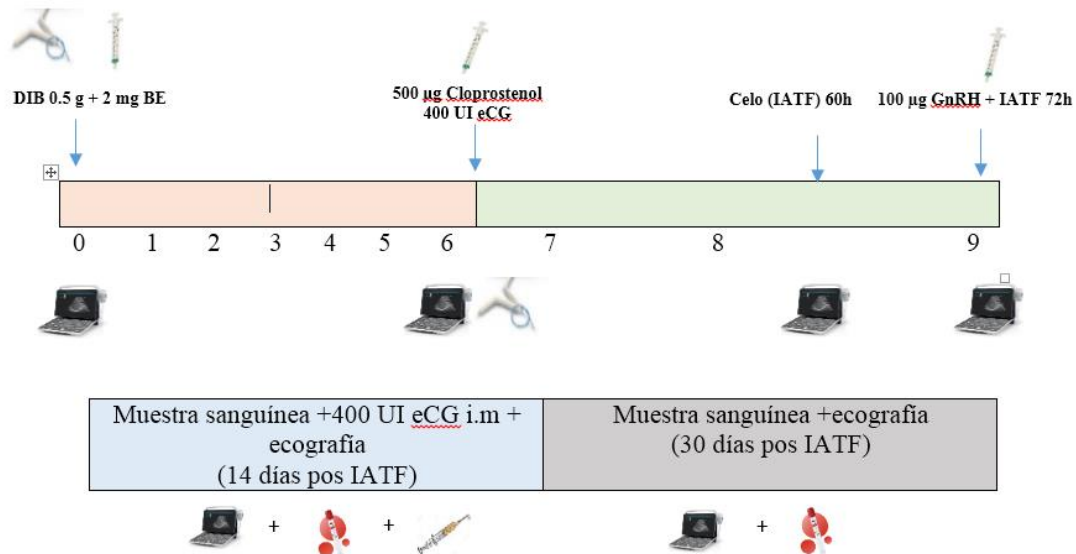 DIB 0.5 g + 2 mg BE
500 µg Cloprostenol
400 UI eCG
Celo (IATF) 60h
100 µg GnRH + IATF 72h
0 1 2 3 4 5 6 7 8 9
Muestra sanguínea +400 UI eCG i.m +
ecografía
(14 días pos IATF)
Muestra sanguínea +ecografía
(30 días pos IATF)
+ + +